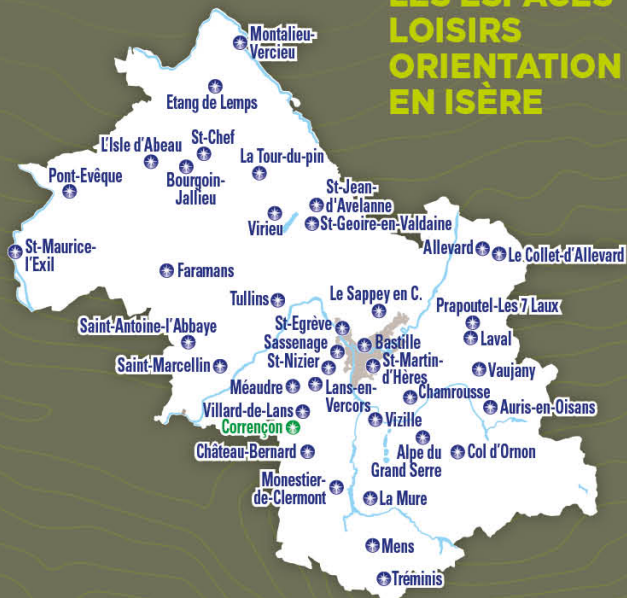 LES ESPACES
LOISIRS
ORIENTATION
EN ISÈRE
Montalieu-
Vercieu
Etang de Lemps
St-Chef
L'Isle d'Abeau
La Tour-du-pin
Bourgoin-
Jallieu
Pont-Evêque
St-Jean-
d'Avelanne
Virieu
St-Geoire-en-Valdaine
St-Maurice-
l'Exil
Allevard
Le Collet-d'Allevard
Faramans
Tullins
Le Sappey en C.
Prapoutel-Les 7 Laux
Saint-Antoine-l'Abbaye
St-Egrève
Bastille
Laval
Sassenage
Saint-Marcellin
St-Nizier
St-Martin-
d'Hères
Vaujany
Méaudre
Lans-en-
Vercors
Chamrousse
Villard-de-Lans
Auris-en-Oisans
Corrençon
Vizille
Château-Bernard
Alpe du
Grand Serre
Col d'Ornon
Monestier-
de-Clermont
La Mure
Mens
Tréminis